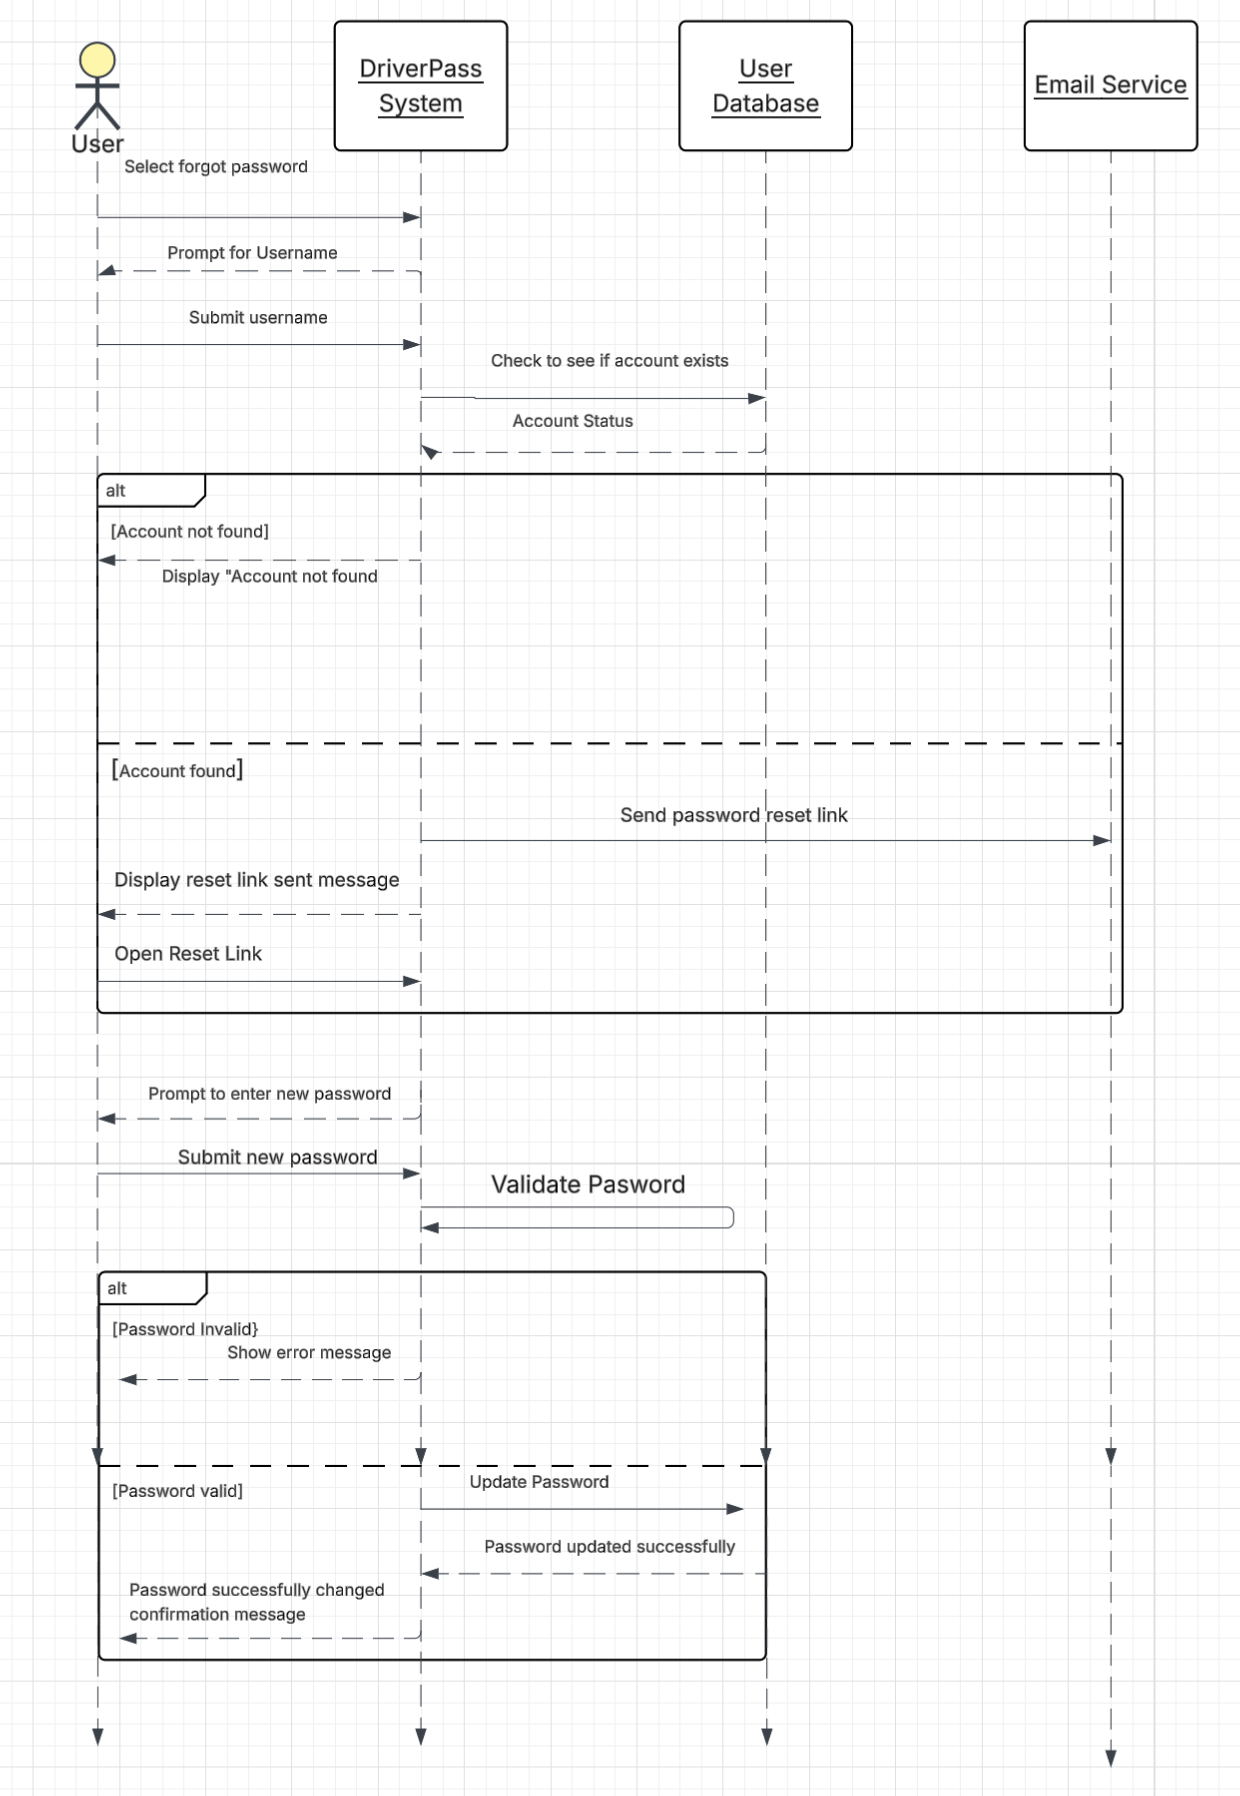 DriverPass
System
User
Database
Email Service
User
Select forgot password
Prompt for Username
Submit username
Check to see if account exists
Account Status
alt
[Account not found]
Display "Account not found
[Account found]
Send password reset link
Display reset link sent message
Open Reset Link
Prompt to enter new password
Submit new password
Validate Pasword
alt
[Password Invalid}
Show error message
Update Password
[Password valid]
Password updated successfully
Password successfully changed
confirmation message